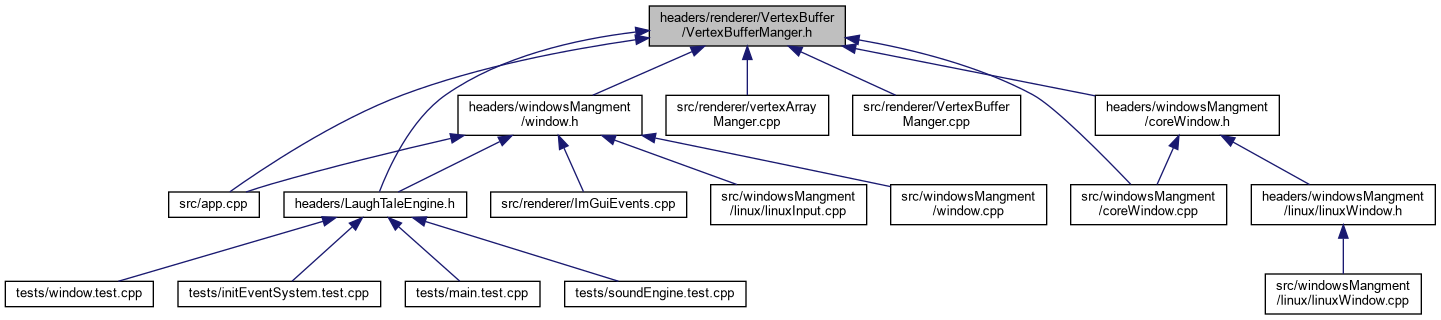 headers/renderer/VertexBuffer
/VertexBufferManger.h
headers/windowsMangment
/window.h
src/renderer/vertexArray
Manger.cpp
src/renderer/VertexBuffer
Manger.cpp
headers/windowsMangment
/coreWindow.h
src/app.cpp
headers/LaughTaleEngine.h
src/renderer/ImGuiEvents.cpp
src/windowsMangment
/linux/linuxInput.cpp
src/windowsMangment
/window.cpp
src/windowsMangment
/coreWindow.cpp
headers/windowsMangment
/linux/linuxWindow.h
tests/window.test.cpp
tests/initEventSystem.test.cpp
tests/main.test.cpp
tests/soundEngine.test.cpp
src/windowsMangment
/linux/linuxWindow.cpp